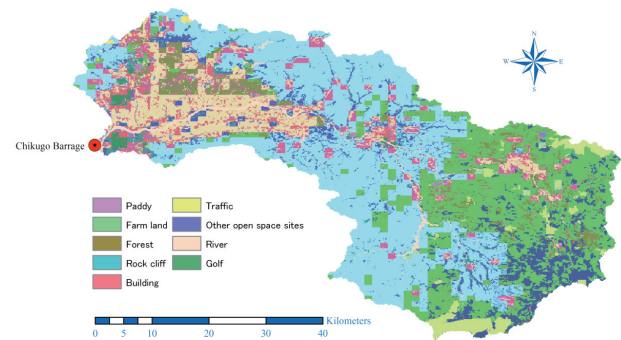 N
W E
S
Chikugo Barrage
Paddy Traffic
Farm land Other open space sites
Forest River
Rock cliff Golf
Building
Kilometers
0 5 10 20 30 40